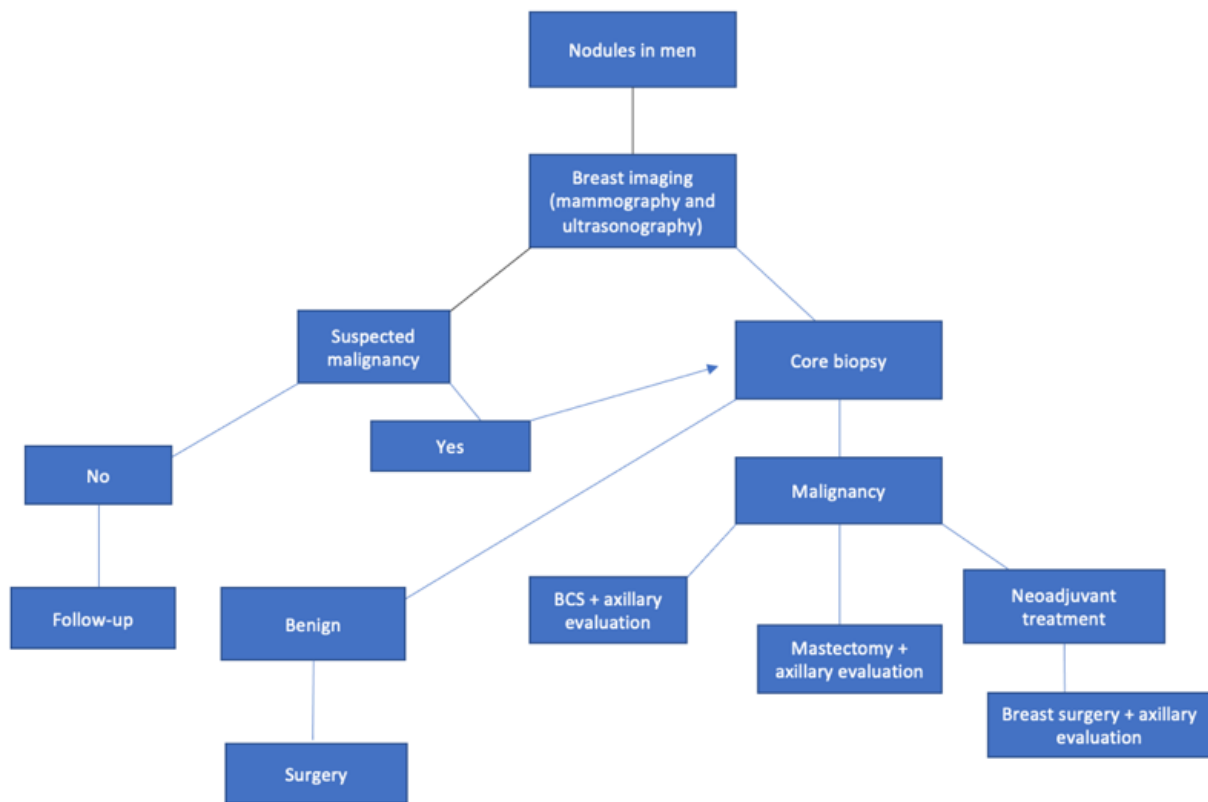 Nodules in men
Breast imaging
(mammography and
ultrasonography)
Suspected
malignancy
Core biopsy
Yes
No
Malignancy
Follow-up
Benign
BCS + axillary
evaluation
Mastectomy +
axillary evaluation
Neoadjuvant
treatment
Breast surgery + axillary
evaluation
Surgery